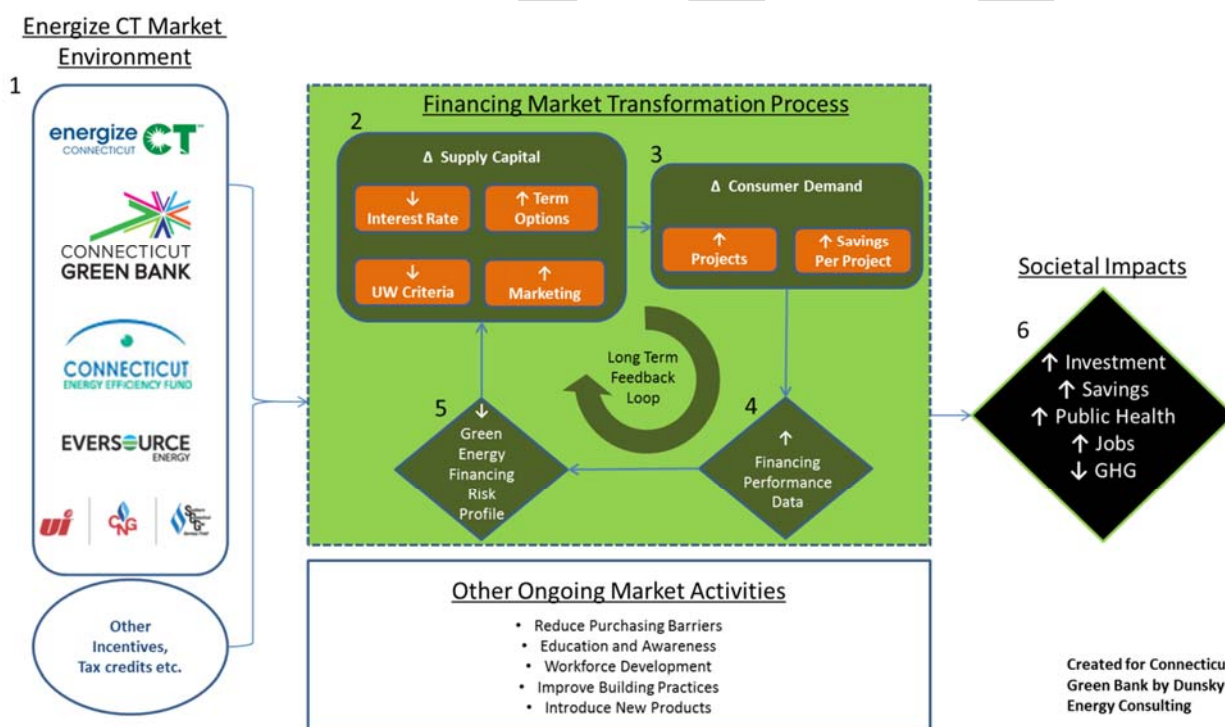 Energize CT Market
Environment
1
energize CT
CONNECTICUT
CONNECTICUT
GREEN BANK
CONNECTICUT
ENERGY EFFICIENCY FUND
EVERSOURCE
ENERGY
ui
CNG
Other
Incentives,
Tax credits etc.
Financing Market Transformation Process
2
Δ Supply Capital
↓
Interest Rate
↑ Term
Options
↓
UW Criteria
↑
Marketing
3
Δ Consumer Demand
↑
Projects
↑ Savings
Per Project
Long Term
Feedback
Loop
4
↑
Financing
Performance
Data
5
↓
Green
Energy
Financing
Risk
Profile
Other Ongoing Market Activities
• Reduce Purchasing Barriers
• Education and Awareness
• Workforce Development
• Improve Building Practices
• Introduce New Products
Societal Impacts
6
↑ Investment
↑ Savings
↑ Public Health
↑ Jobs
↓ GHG
Created for Connecticu
Green Bank by Dunsky
Energy Consulting